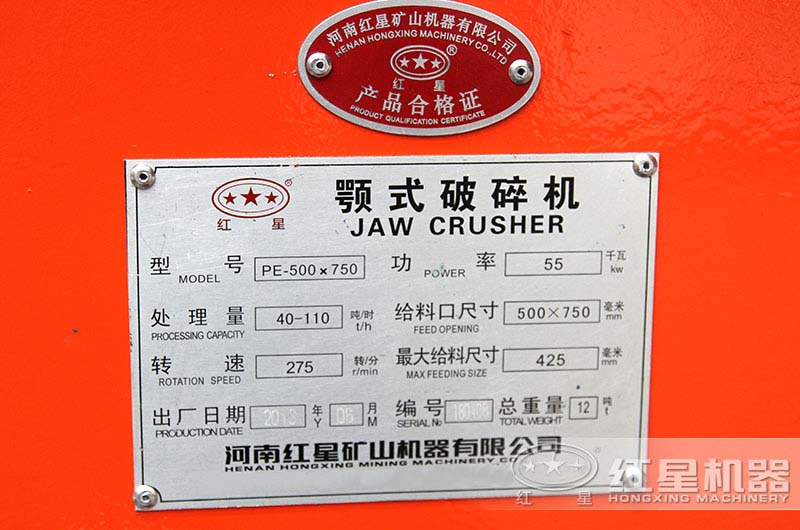 河南红星矿山机器有限公司
HENAN HONGXING MACHINERY CO.,LTD
®
红 星
产品合格证
PRODUCT QUALIFICATION CERTIFICATE
®
红 星
颚式破碎机
JAW CRUSHER
型 号 PE-500×750 功 率 55 千瓦
MODEL POWER kw
处 理 量 40-110 吨/时 给料口尺寸 500×750 毫米
PROCESSING CAPACITY t/h FEED OPENING mm
转 速 275 转/分 最大给料尺寸 425 毫米
ROTATION SPEED r/min MAX FEEDING SIZE mm
出厂日期 年 06 月 编号 总重量 12 吨
PRODUCTION DATE Y M SERIAL № TOTAL WEIGHT t
河南红星矿山机器有限公司
HENAN HONGXING MINING MACHINERY CO.,LTD
红星机器
红 星
HONGXING MACHINERY